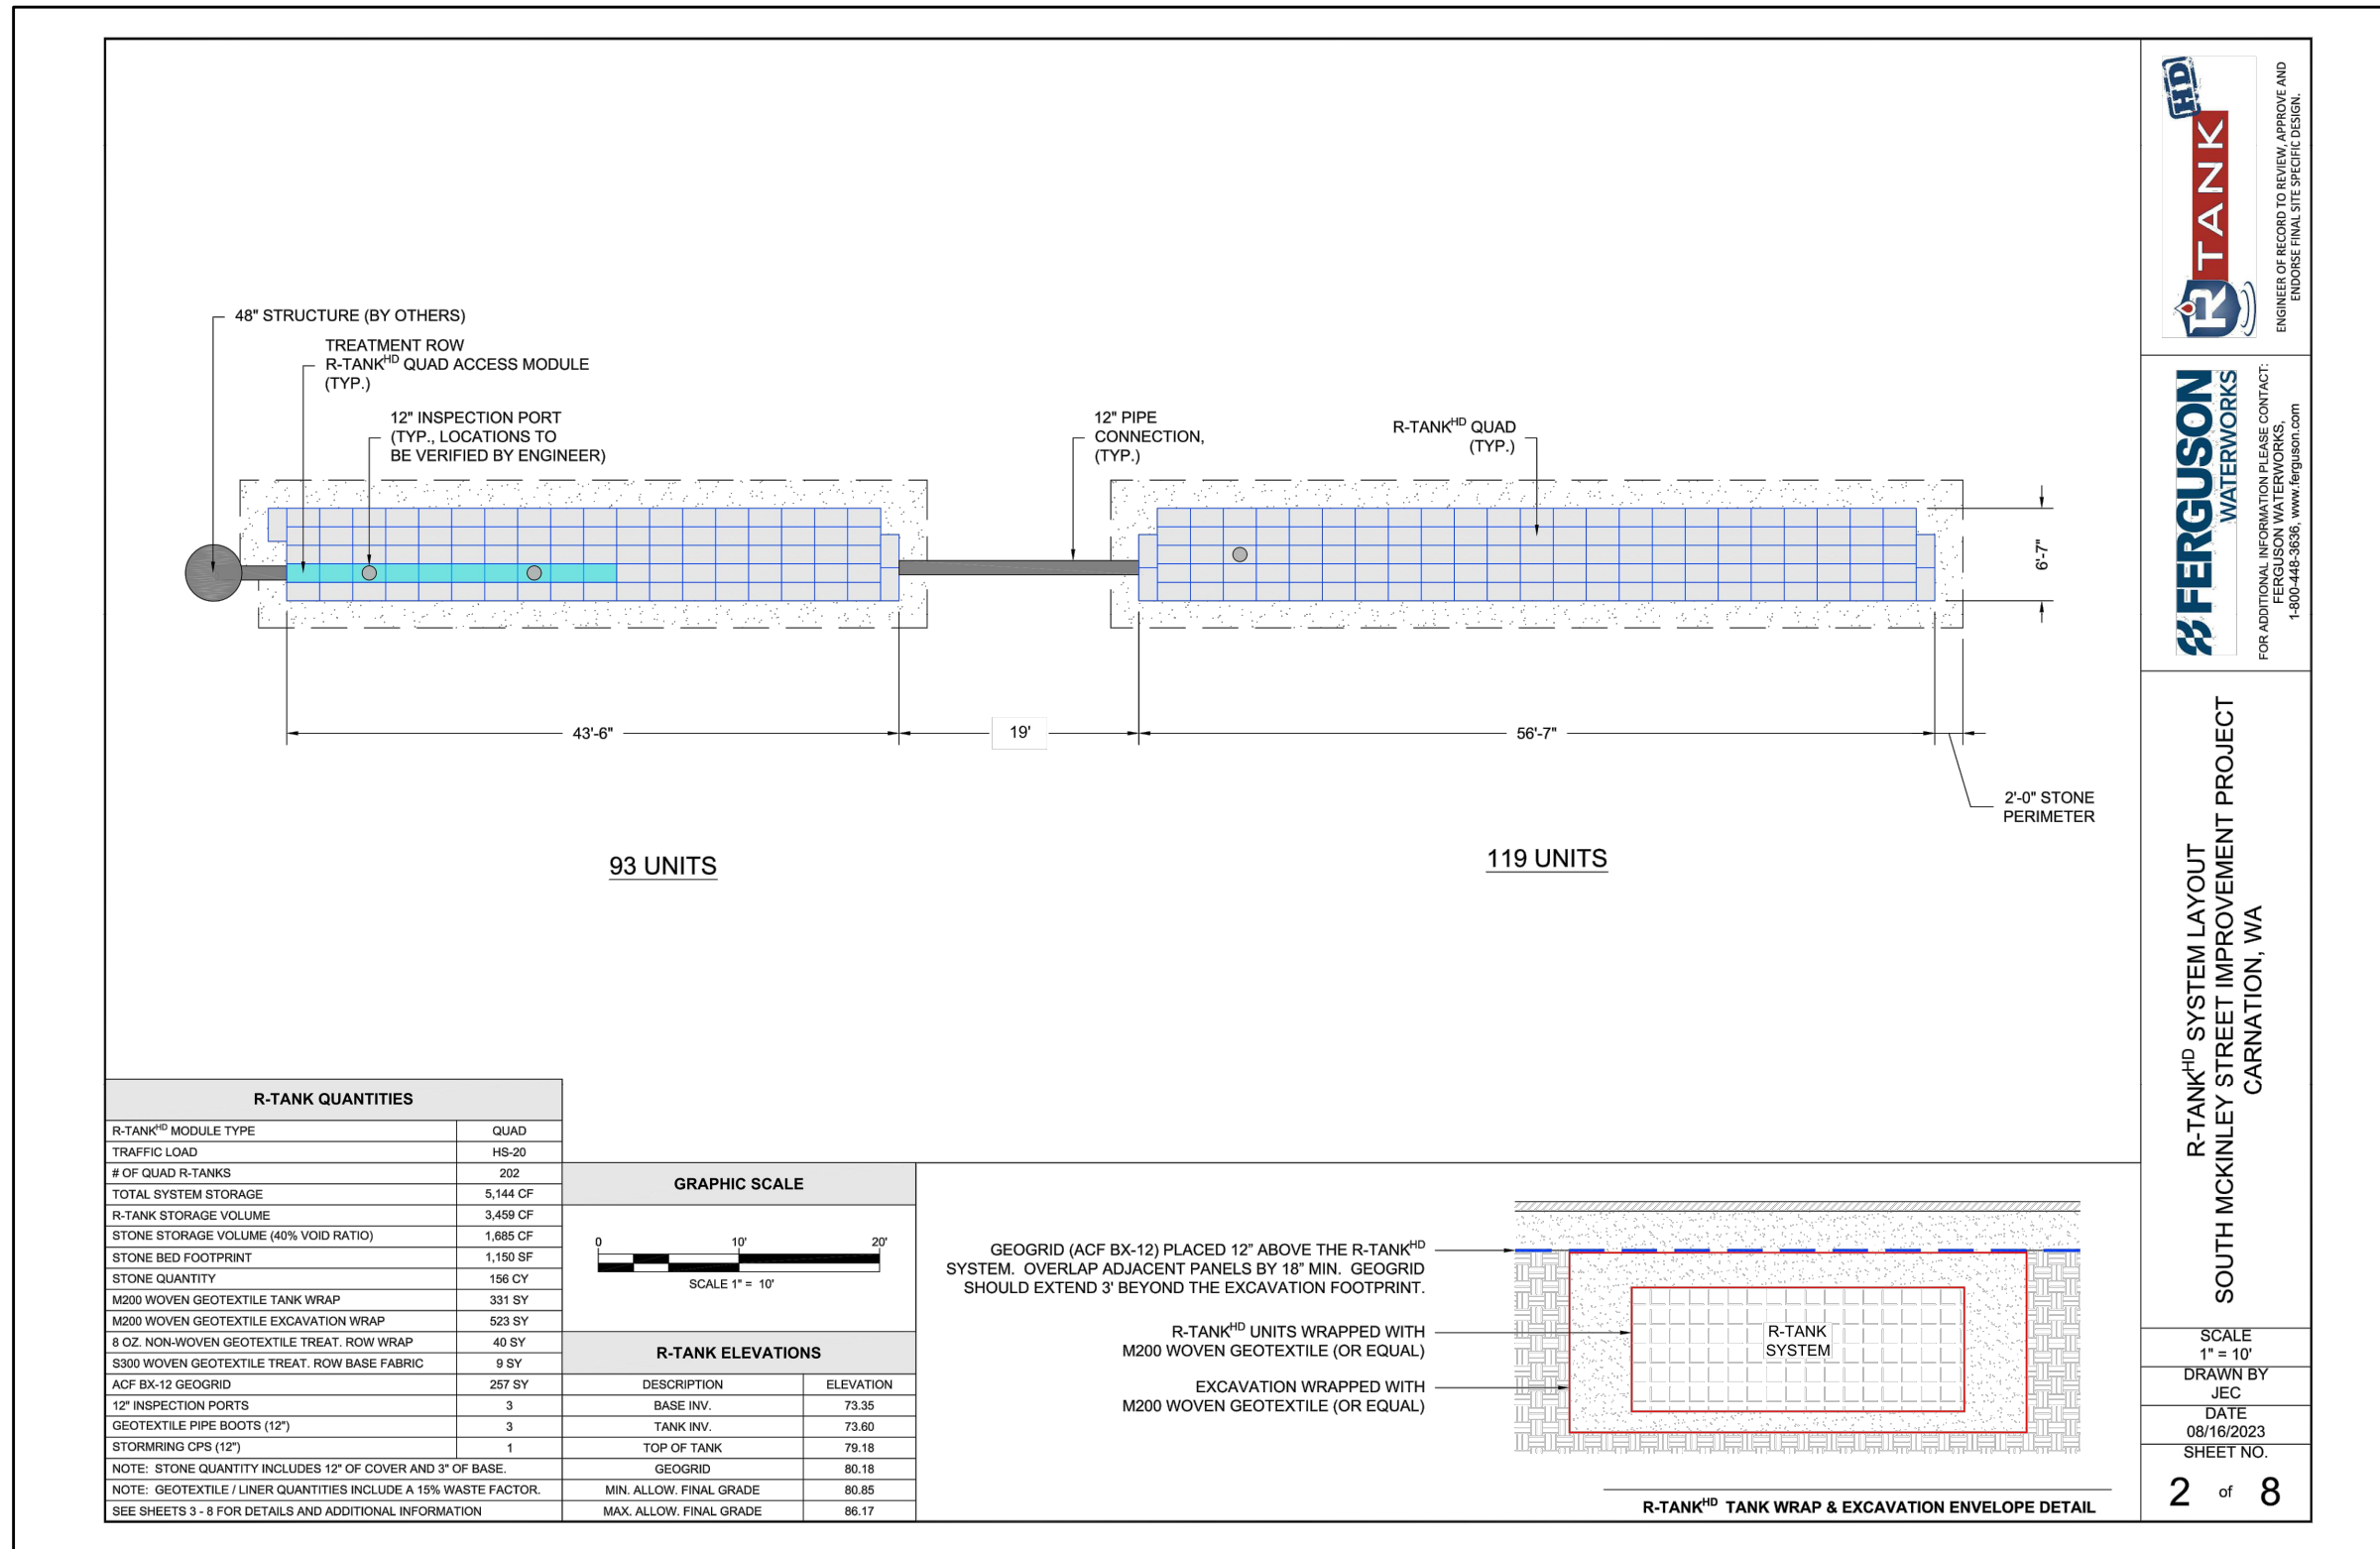 48" STRUCTURE (BY OTHERS)
TREATMENT ROW
R-TANKHD QUAD ACCESS MODULE
(TYP.)
12" INSPECTION PORT
(TYP., LOCATIONS TO
BE VERIFIED BY ENGINEER)
12" PIPE
CONNECTION,
(TYP.)
R-TANKHD QUAD
(TYP.)
6'-7"
43'-6"
19'
56'-7"
2'-0" STONE
PERIMETER
93 UNITS
119 UNITS
R-TANK QUANTITIES
R-TANKHD MODULE TYPE QUAD
TRAFFIC LOAD HS-20
# OF QUAD R-TANKS 202
TOTAL SYSTEM STORAGE 5,144 CF
R-TANK STORAGE VOLUME 3,459 CF
STONE STORAGE VOLUME (40% VOID RATIO) 1,685 CF
STONE BED FOOTPRINT 1,150 SF
STONE QUANTITY 156 CY
M200 WOVEN GEOTEXTILE TANK WRAP 331 SY
M200 WOVEN GEOTEXTILE EXCAVATION WRAP 523 SY
8 OZ. NON-WOVEN GEOTEXTILE TREAT. ROW WRAP 40 SY
S300 WOVEN GEOTEXTILE TREAT. ROW BASE FABRIC 9 SY
ACF BX-12 GEOGRID 257 SY
12" INSPECTION PORTS 3
GEOTEXTILE PIPE BOOTS (12") 3
STORMRING CPS (12") 1
NOTE: STONE QUANTITY INCLUDES 12" OF COVER AND 3" OF BASE.
NOTE: GEOTEXTILE / LINER QUANTITIES INCLUDE A 15% WASTE FACTOR.
SEE SHEETS 3 - 8 FOR DETAILS AND ADDITIONAL INFORMATION
GRAPHIC SCALE
0 10' 20'
SCALE 1" = 10'
R-TANK ELEVATIONS
DESCRIPTION ELEVATION
BASE INV. 73.35
TANK INV. 73.60
TOP OF TANK 79.18
GEOGRID 80.18
MIN. ALLOW. FINAL GRADE 80.85
MAX. ALLOW. FINAL GRADE 86.17
GEOGRID (ACF BX-12) PLACED 12” ABOVE THE R-TANKHD
SYSTEM. OVERLAP ADJACENT PANELS BY 18” MIN. GEOGRID
SHOULD EXTEND 3' BEYOND THE EXCAVATION FOOTPRINT.
R-TANKHD UNITS WRAPPED WITH
M200 WOVEN GEOTEXTILE (OR EQUAL)
EXCAVATION WRAPPED WITH
M200 WOVEN GEOTEXTILE (OR EQUAL)
R-TANK
SYSTEM
R-TANKHD TANK WRAP & EXCAVATION ENVELOPE DETAIL
R TANK HD
ENGINEER OF RECORD TO REVIEW, APPROVE AND
ENDORSE FINAL SITE SPECIFIC DESIGN.
FERGUSON
WATERWORKS
FOR ADDITIONAL INFORMATION PLEASE CONTACT:
FERGUSON WATERWORKS,
1-800-448-3636, www.ferguson.com
R-TANKHD SYSTEM LAYOUT
SOUTH MCKINLEY STREET IMPROVEMENT PROJECT
CARNATION, WA
SCALE
1" = 10'
DRAWN BY
JEC
DATE
08/16/2023
SHEET NO.
2 of 8